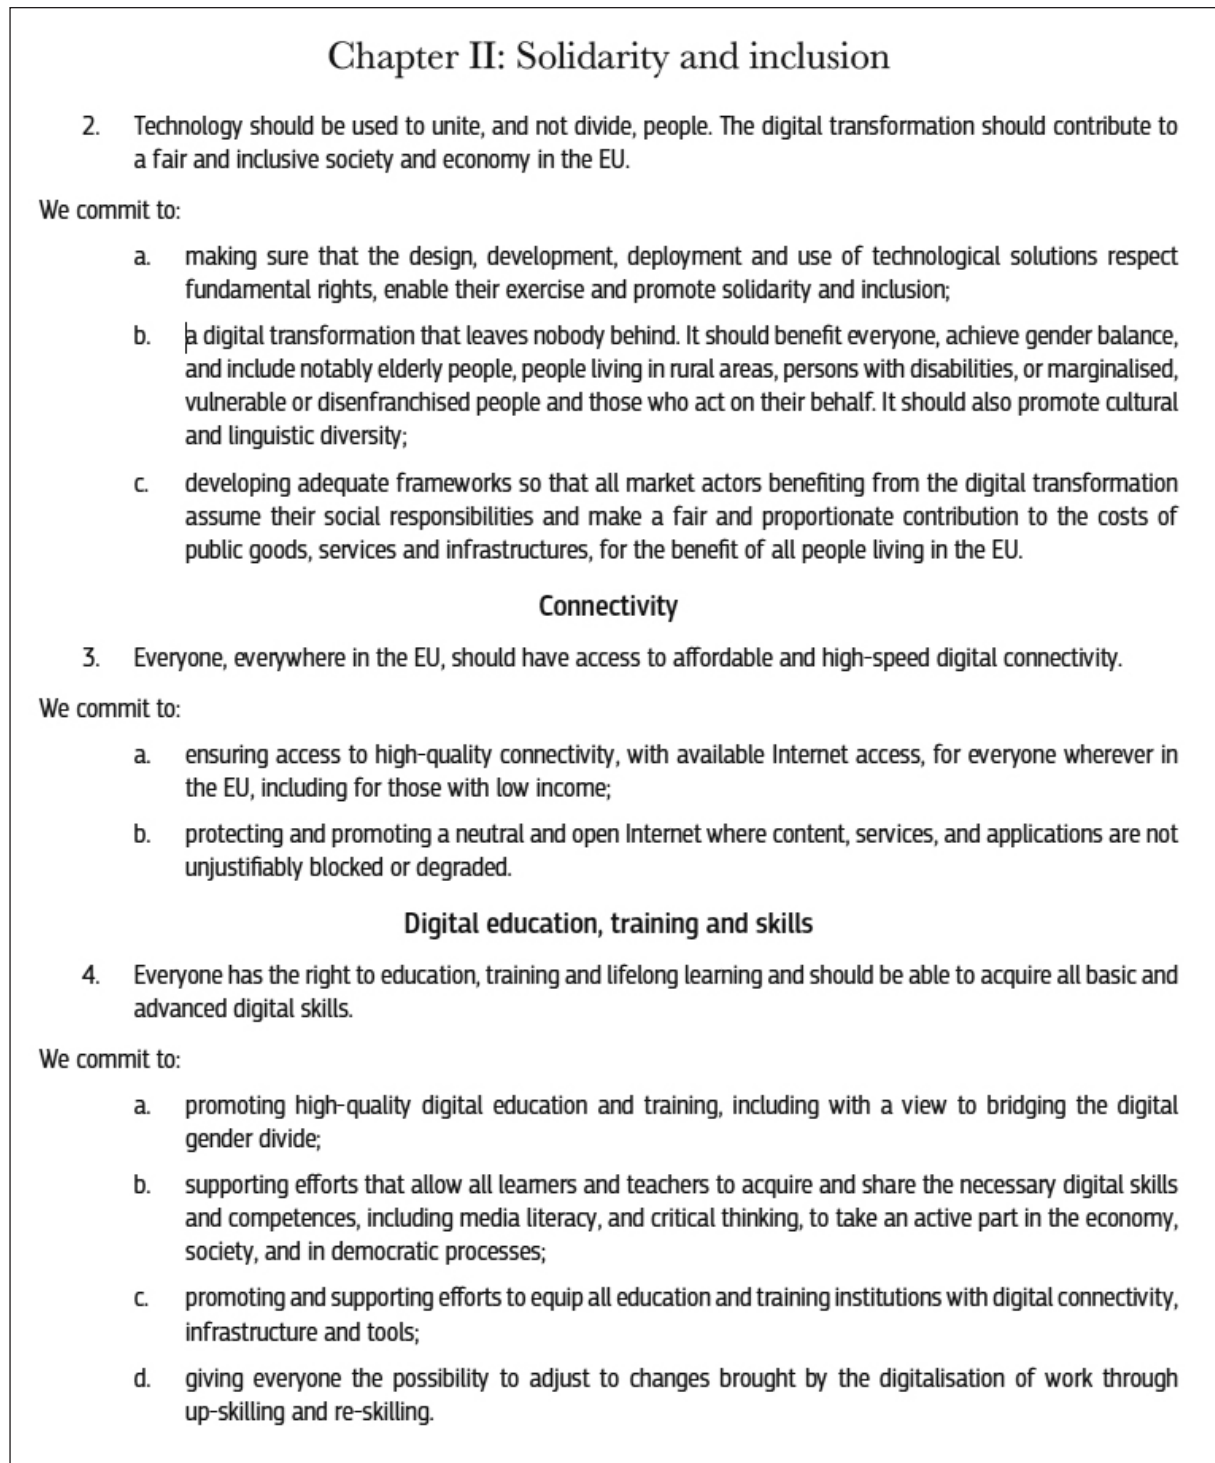 Chapter II: Solidarity and inclusion
2. Technology should be used to unite, and not divide, people. The digital transformation should contribute to
a fair and inclusive society and economy in the EU.
We commit to:
a. making sure that the design, development, deployment and use of technological solutions respect
fundamental rights, enable their exercise and promote solidarity and inclusion;
b. a digital transformation that leaves nobody behind. It should benefit everyone, achieve gender balance,
and include notably elderly people, people living in rural areas, persons with disabilities, or marginalised,
vulnerable or disenfranchised people and those who act on their behalf. It should also promote cultural
and linguistic diversity;
c. developing adequate frameworks so that all market actors benefiting from the digital transformation
assume their social responsibilities and make a fair and proportionate contribution to the costs of
public goods, services and infrastructures, for the benefit of all people living in the EU.
Connectivity
3. Everyone, everywhere in the EU, should have access to affordable and high-speed digital connectivity.
We commit to:
a. ensuring access to high-quality connectivity, with available Internet access, for everyone wherever in
the EU, including for those with low income;
b. protecting and promoting a neutral and open Internet where content, services, and applications are not
unjustifiably blocked or degraded.
Digital education, training and skills
4. Everyone has the right to education, training and lifelong learning and should be able to acquire all basic and
advanced digital skills.
We commit to:
a. promoting high-quality digital education and training, including with a view to bridging the digital
gender divide;
b. supporting efforts that allow all learners and teachers to acquire and share the necessary digital skills
and competences, including media literacy, and critical thinking, to take an active part in the economy,
society, and in democratic processes;
c. promoting and supporting efforts to equip all education and training institutions with digital connectivity,
infrastructure and tools;
d. giving everyone the possibility to adjust to changes brought by the digitalisation of work through
up-skilling and re-skilling.